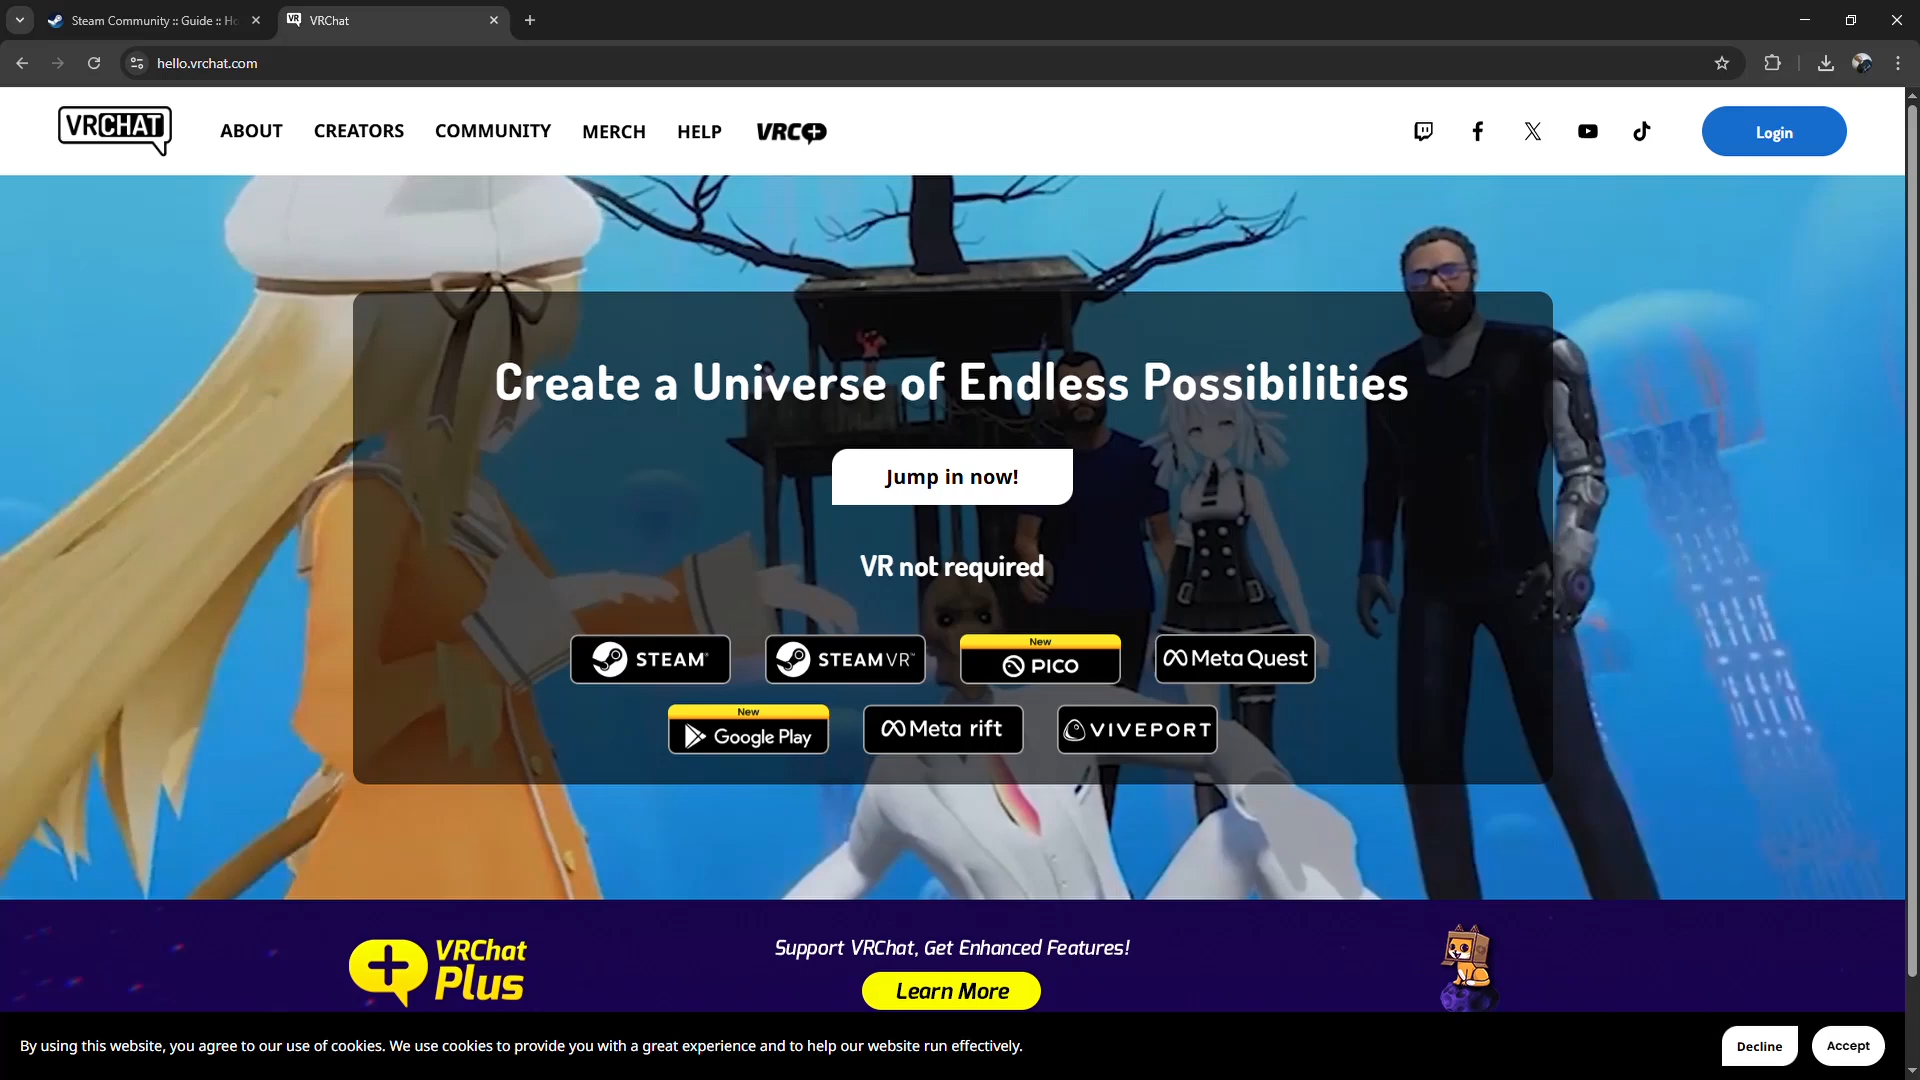 Steam Community :: Guide :: Ho
VRChat
hello.vrchat.com
VRCHAT
ABOUT
CREATORS
COMMUNITY
MERCH
HELP
VRC+
Login
Create a Universe of Endless Possibilities
Jump in now!
VR not required
STEAM
STEAMVR™
New
PICO
Meta Quest
New
Google Play
Meta rift
VIVEPORT
VRChat
Plus
Support VRChat, Get Enhanced Features!
Learn More
By using this website, you agree to our use of cookies. We use cookies to provide you with a great experience and to help our website run effectively.
Decline
Accept